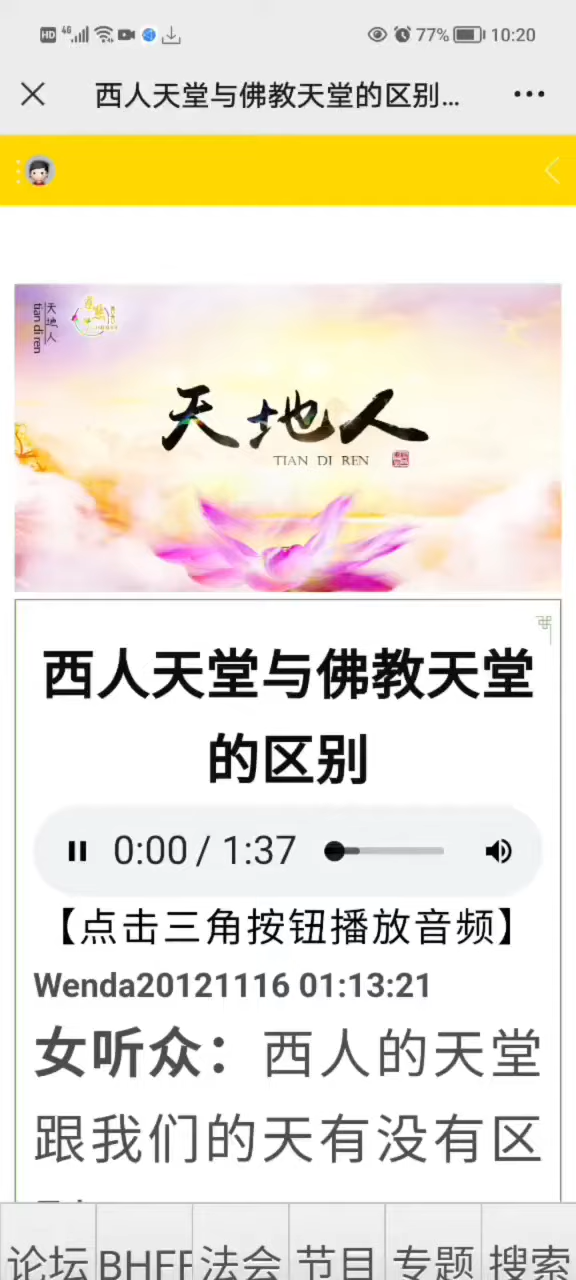 HD 4G 77% 10:20
西人天堂与佛教天堂的区别...
天地人
tian di ren
天地人
TIAN DI REN
西人天堂与佛教天堂
的区别
0:00 / 1:37
【点击三角按钮播放音频】
Wenda20121116 01:13:21
女听众：西人的天堂
跟我们的天有没有区
论坛 BHFF 法会 节目 专题 搜索